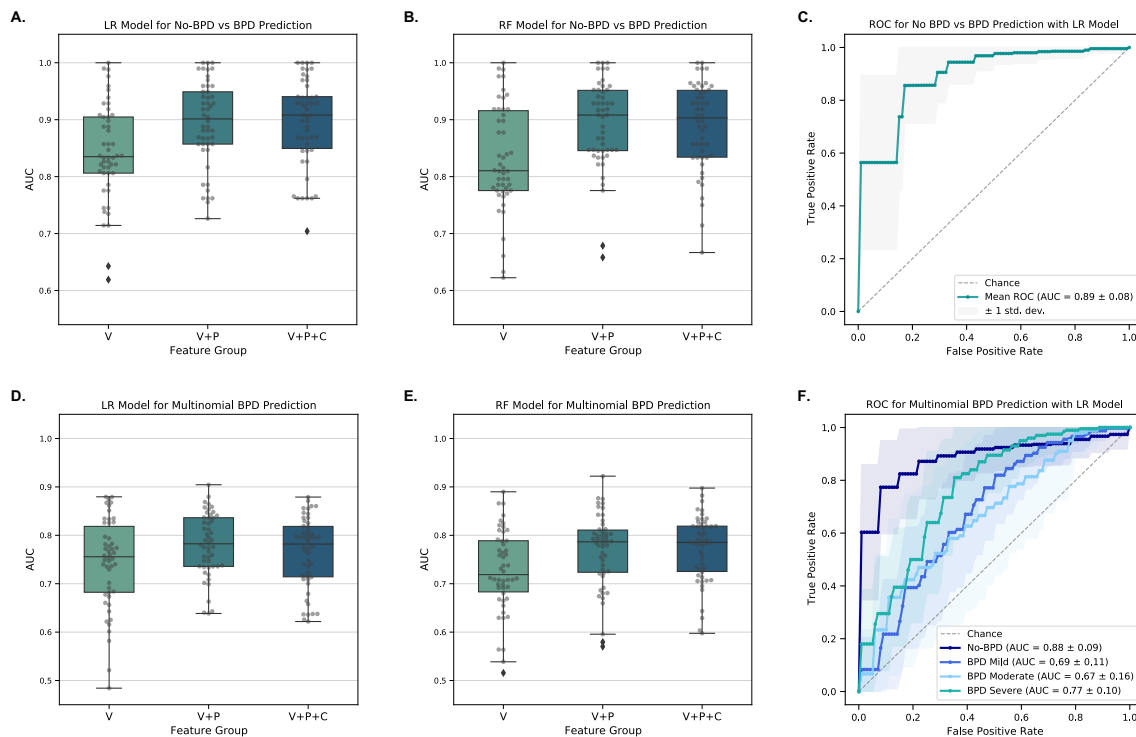 A.
LR Model for No-BPD vs BPD Prediction
1.0
0.9
0.8
0.7
0.6
AUC
V
V+P
V+P+C
Feature Group
B.
RF Model for No-BPD vs BPD Prediction
1.0
0.9
0.8
0.7
0.6
AUC
V
V+P
V+P+C
Feature Group
C.
ROC for No BPD vs BPD Prediction with LR Model
1.0
0.8
0.6
0.4
0.2
0.0
True Positive Rate
Chance
Mean ROC (AUC = 0.89 ± 0.08)
± 1 std. dev.
0.0
0.2
0.4
0.6
0.8
1.0
False Positive Rate
D.
LR Model for Multinomial BPD Prediction
1.0
0.9
0.8
0.7
0.6
0.5
AUC
V
V+P
V+P+C
Feature Group
E.
RF Model for Multinomial BPD Prediction
1.0
0.9
0.8
0.7
0.6
0.5
AUC
V
V+P
V+P+C
Feature Group
F.
ROC for Multinomial BPD Prediction with LR Model
1.0
0.8
0.6
0.4
0.2
0.0
True Positive Rate
Chance
No-BPD (AUC = 0.88 ± 0.09)
BPD Mild (AUC = 0.69 ± 0.11)
BPD Moderate (AUC = 0.67 ± 0.16)
BPD Severe (AUC = 0.77 ± 0.10)
0.0
0.2
0.4
0.6
0.8
1.0
False Positive Rate